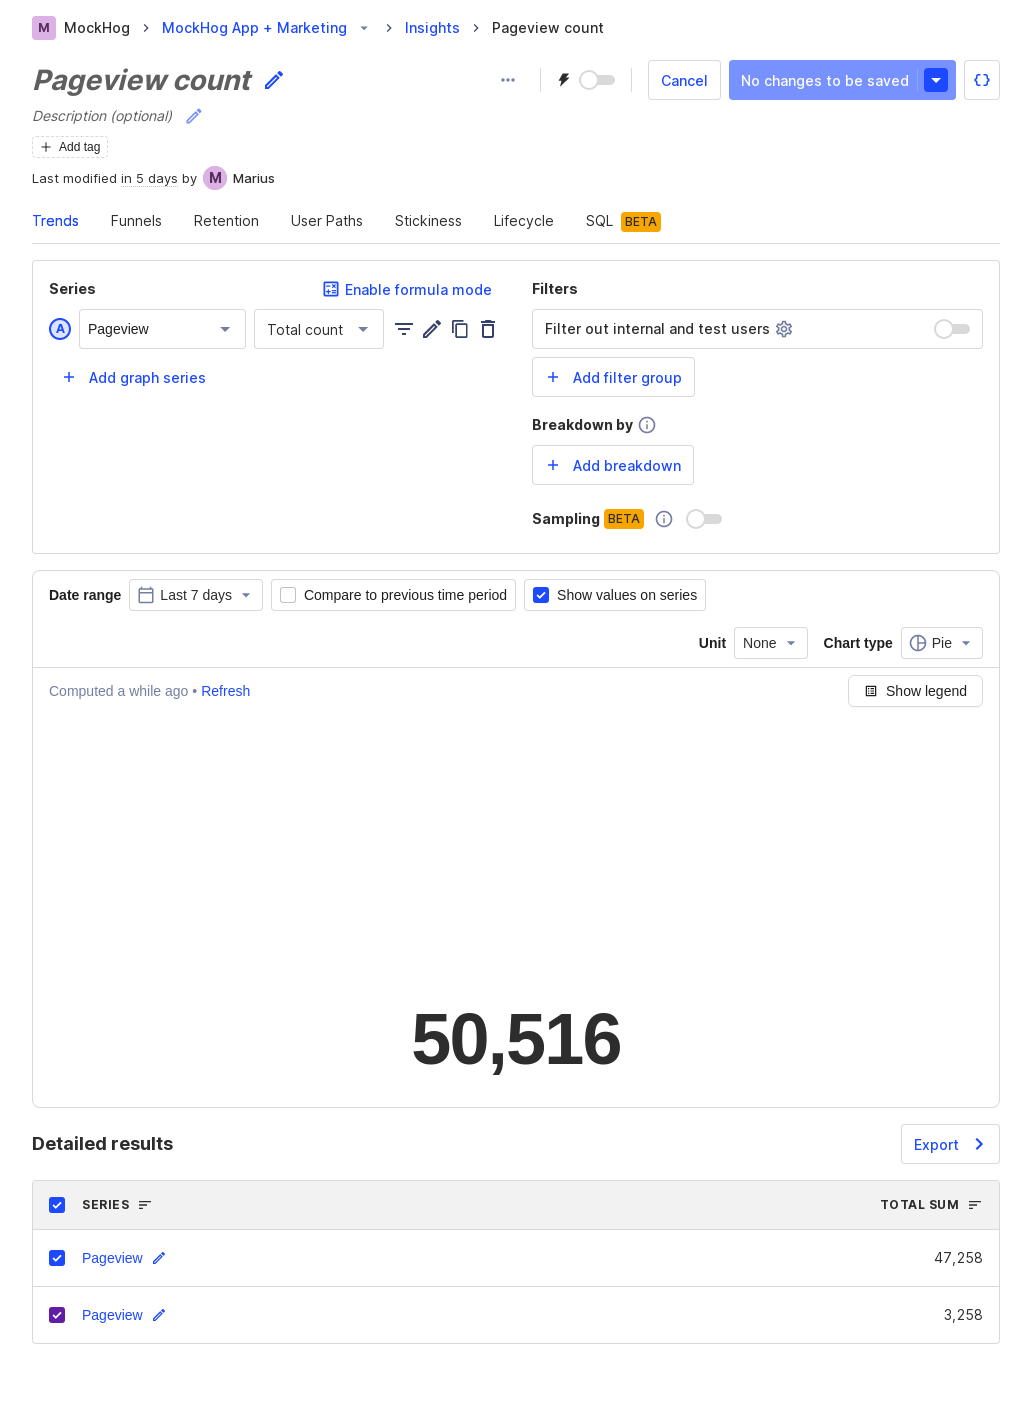 M MockHog MockHog App + Marketing Insights Pageview count
Pageview count
Cancel No changes to be saved
Description (optional)
Add tag
Last modified in 5 days by M Marius
Trends Funnels Retention User Paths Stickiness Lifecycle SQL BETA
Series Enable formula mode
A Pageview Total count
Add graph series
Filters
Filter out internal and test users
Add filter group
Breakdown by
Add breakdown
Sampling BETA
Date range Last 7 days Compare to previous time period Show values on series
Unit None Chart type Pie
Computed a while ago • Refresh Show legend
50,516
Detailed results Export
SERIES TOTAL SUM
Pageview 47,258
Pageview 3,258